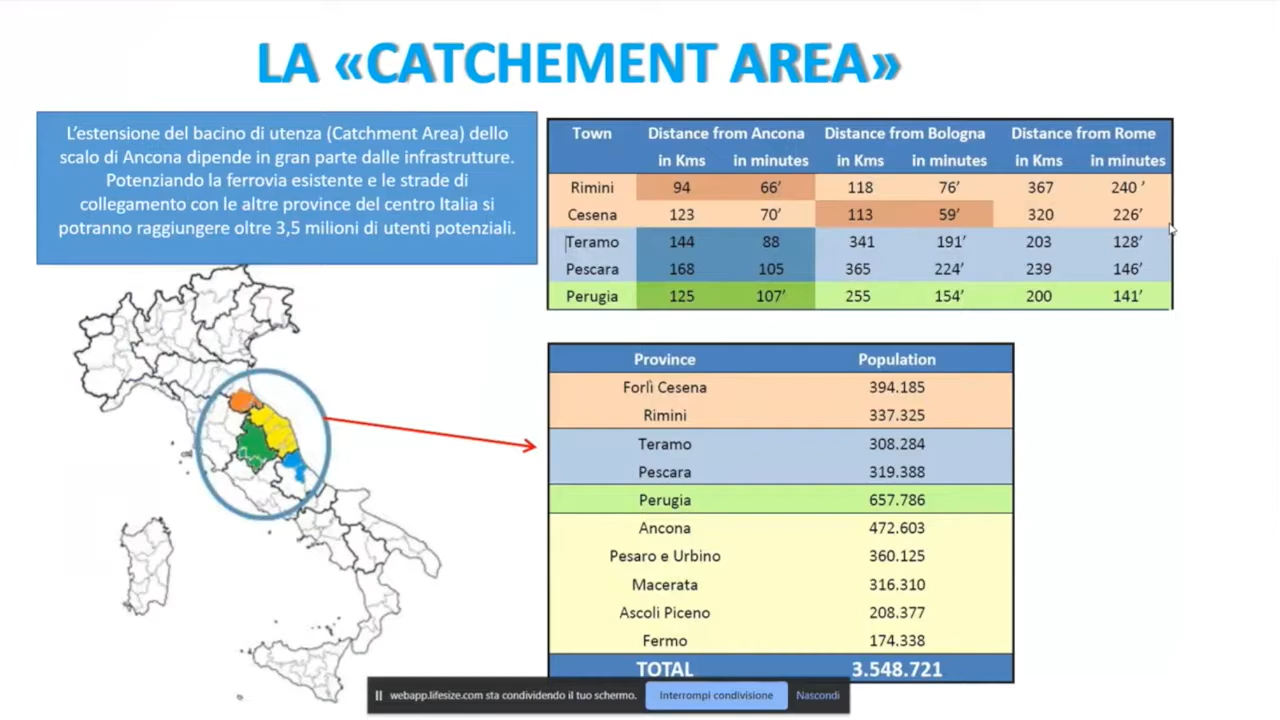 LA «CATCHEMENT AREA»
L'estensione del bacino di utenza (Catchment Area) dello
scalo di Ancona dipende in gran parte dalle infrastrutture.
Potenziando la ferrovia esistente e le strade di
collegamento con le altre province del centro Italia si
potranno raggiungere oltre 3,5 milioni di utenti potenziali.
Town Distance from Ancona Distance from Bologna Distance from Rome
in Kms in minutes in Kms in minutes in Kms in minutes
Rimini 94 66' 118 76' 367 240 '
Cesena 123 70' 113 59' 320 226'
Teramo 144 88 341 191' 203 128'
Pescara 168 105 365 224' 239 146'
Perugia 125 107' 255 154' 200 141'
Province Population
Forlì Cesena 394.185
Rimini 337.325
Teramo 308.284
Pescara 319.388
Perugia 657.786
Ancona 472.603
Pesaro e Urbino 360.125
Macerata 316.310
Ascoli Piceno 208.377
Fermo 174.338
TOTAL 3.548.721
webapp.lifesize.com sta condividendo il tuo schermo. Interrompi condivisione Nascondi